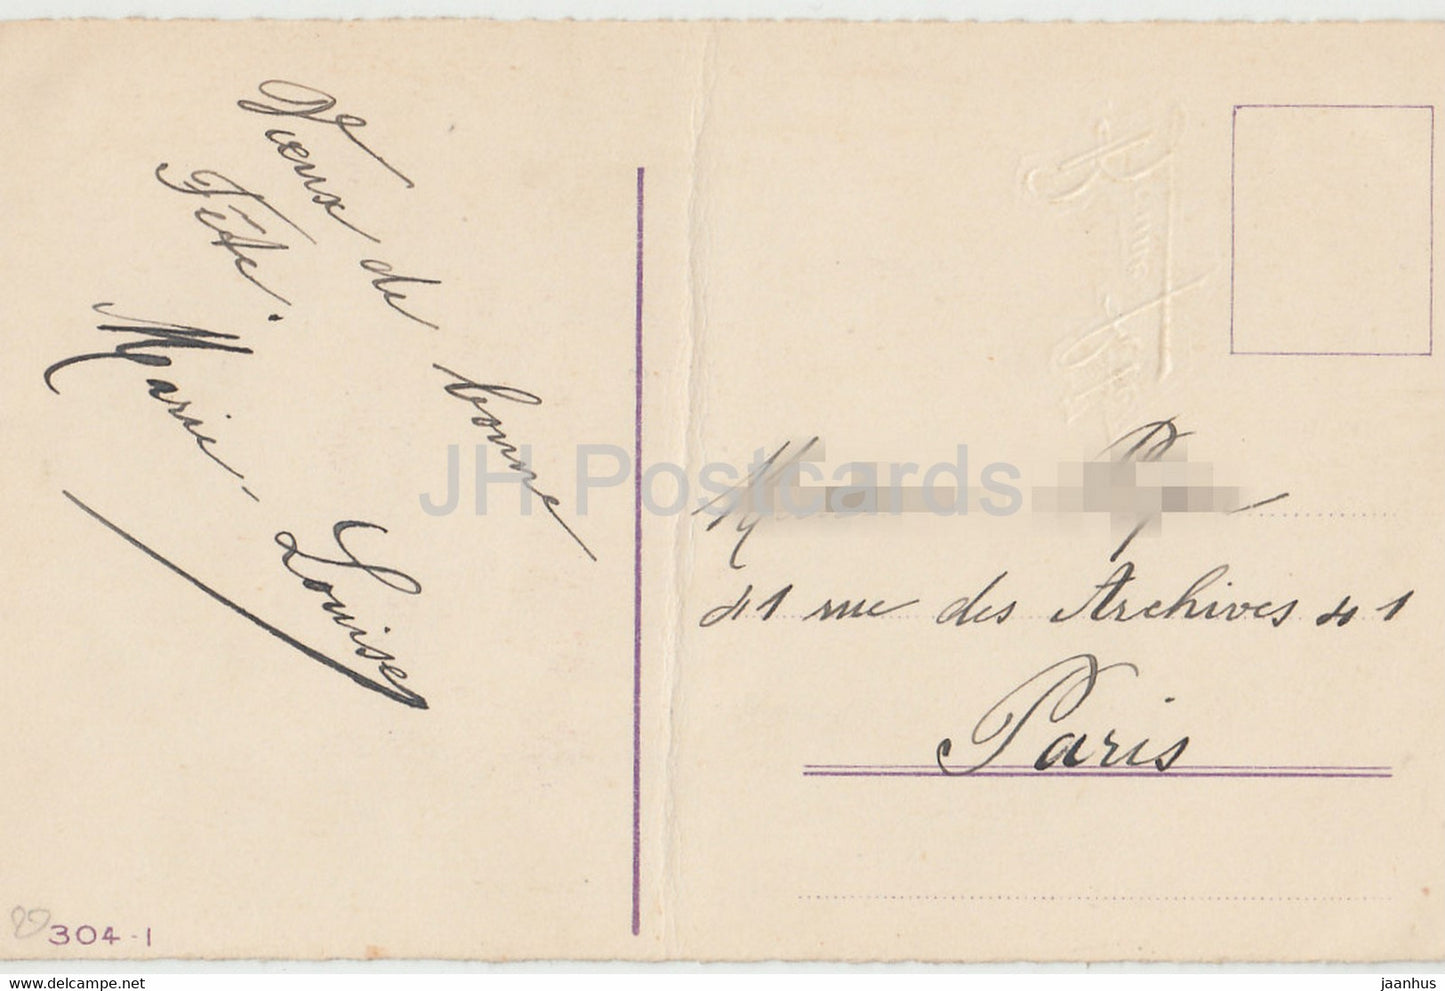 Vœux de bonne
Fête.
Marie-Louise
41 rue des Archives 41
Paris
304-1
JH Postcards
www.delcampe.net
jaanhus